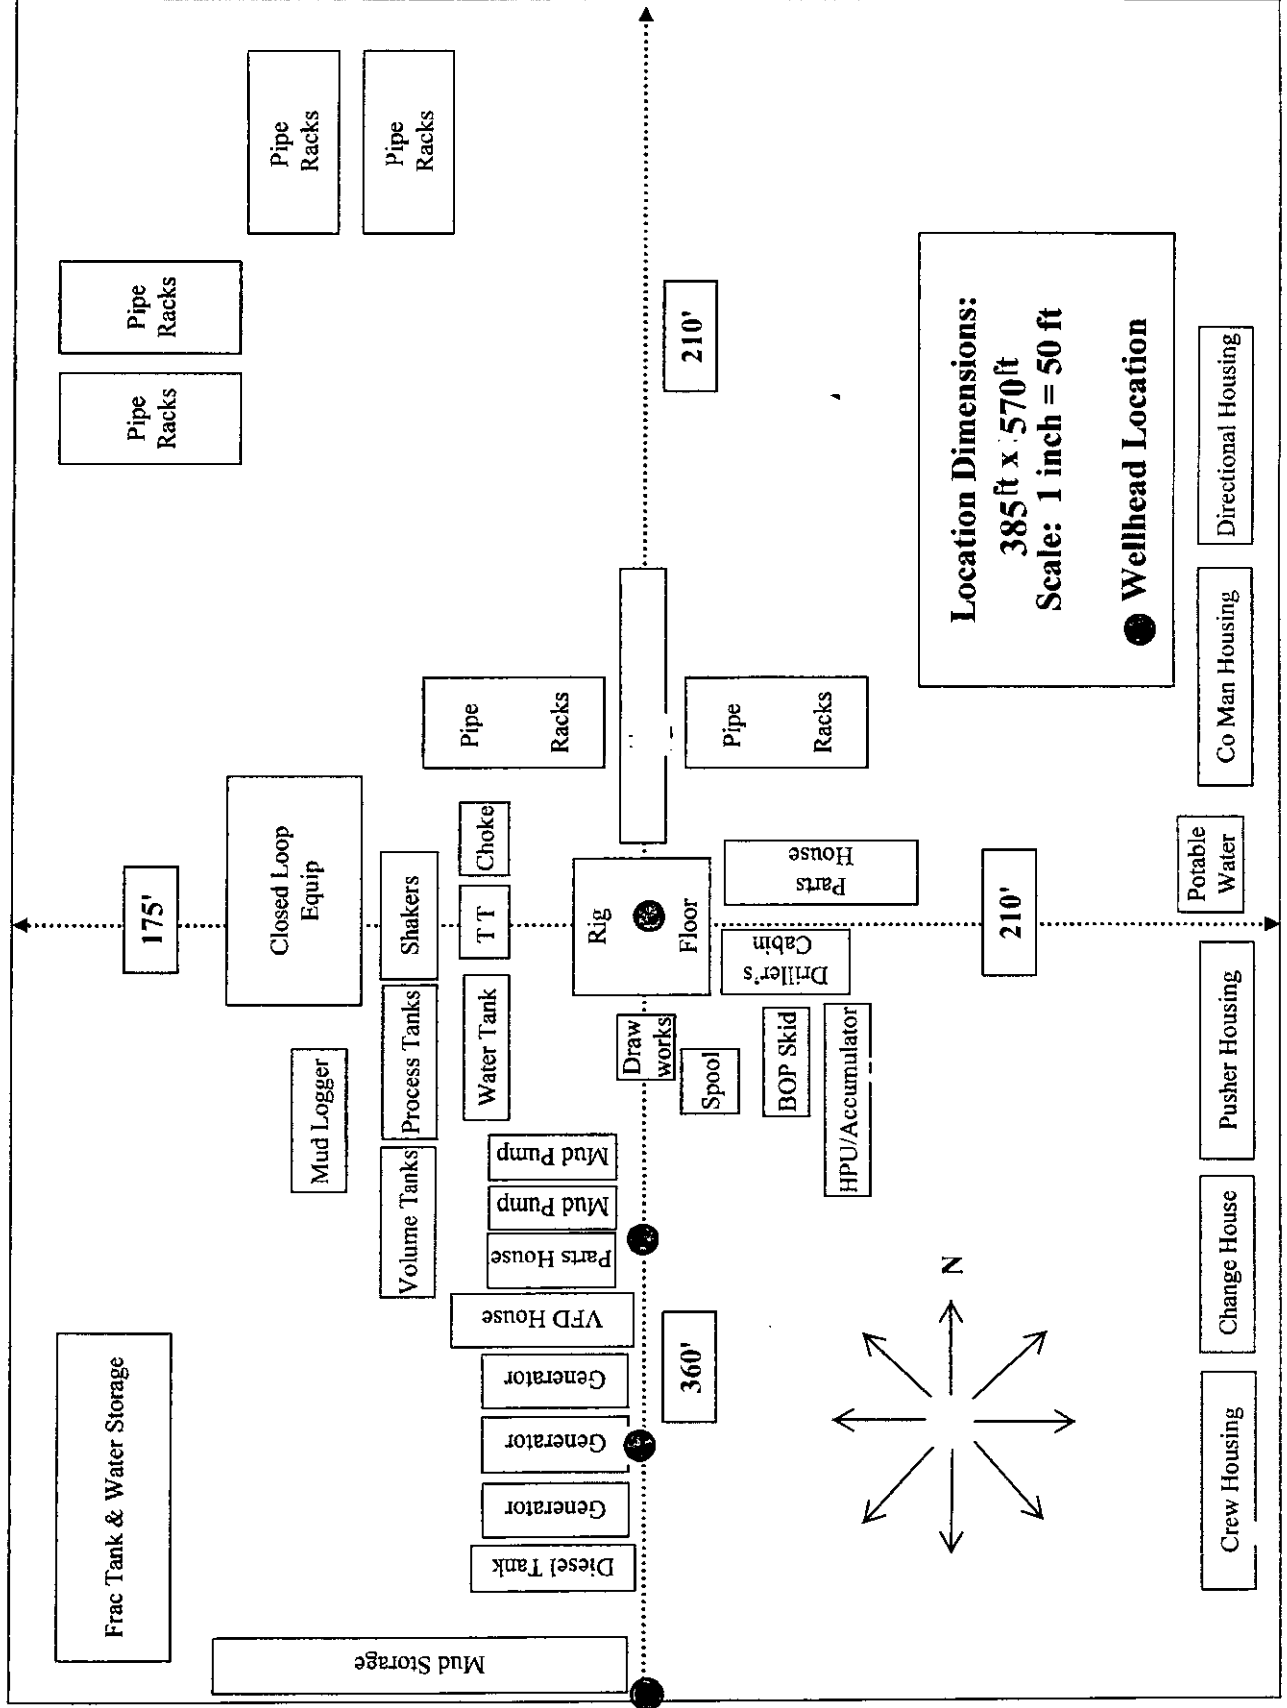 Frac Tank & Water Storage
Pipe
Racks
Pipe
Racks
175'
Pipe
Racks
Pipe
Racks
Closed Loop
Equip
Mud Logger
Volume Tanks
Process Tanks
Shakers
Mud Storage
Diesel Tank
Generator
Generator
Generator
VFD House
Parts House
Mud Pump
Mud Pump
Water Tank
T T
Choke
Pipe
Racks
Rig
Floor
Draw
works
Spool
360'
210'
Pipe
Racks
BOP Skid
Driller's
Cabin
Parts
House
HPU/Accumulator
N
210'
Location Dimensions:
385ft x 570ft
Scale: 1 inch = 50 ft
Wellhead Location
Crew Housing
Change House
Pusher Housing
Potable
Water
Co Man Housing
Directional Housing